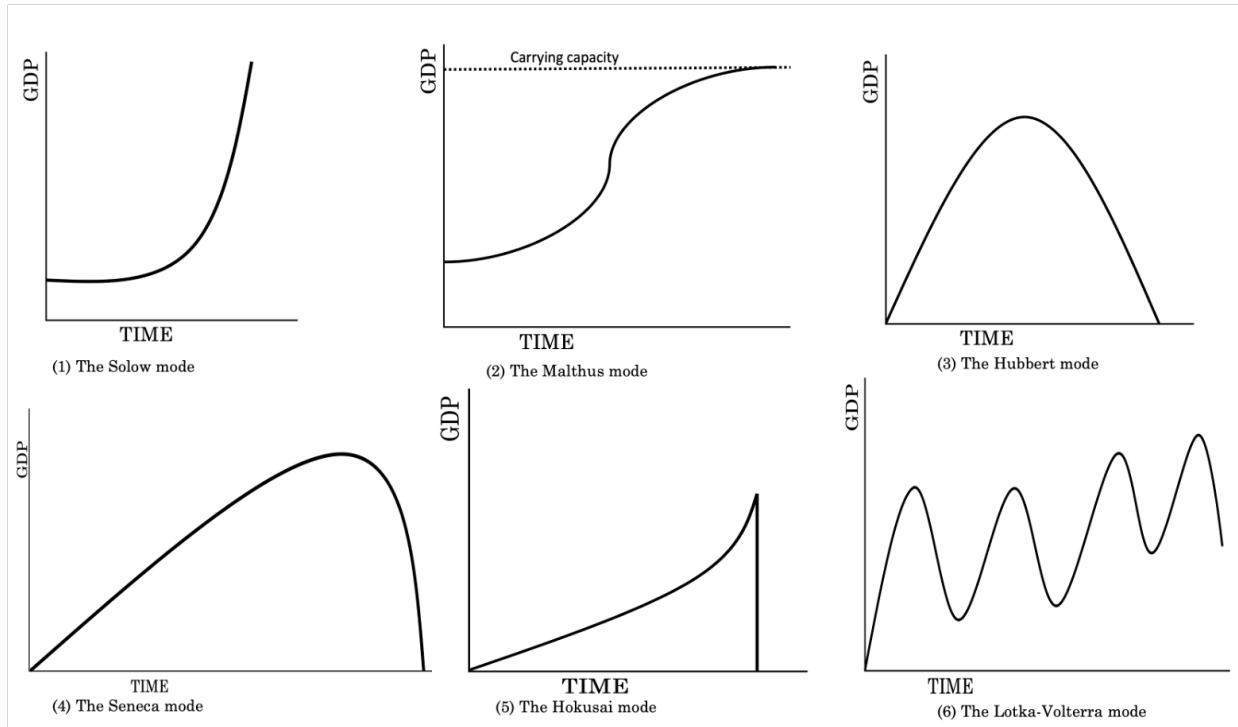 GDP
TIME
(1) The Solow mode
Carrying capacity
GDP
TIME
(2) The Malthus mode
GDP
TIME
(3) The Hubbert mode
GDP
TIME
(4) The Seneca mode
GDP
TIME
(5) The Hokusai mode
GDP
TIME
(6) The Lotka-Volterra mode